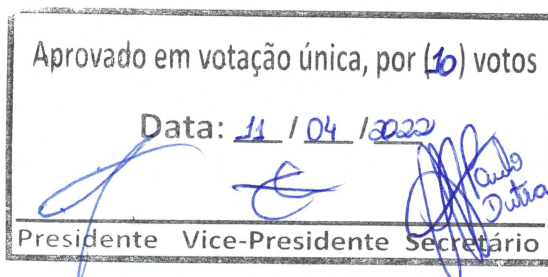 Aprovado em votação única, por (10) votos
Data: 11 / 04 / 2022
Paulo
Dutra
Presidente Vice-Presidente Secretário